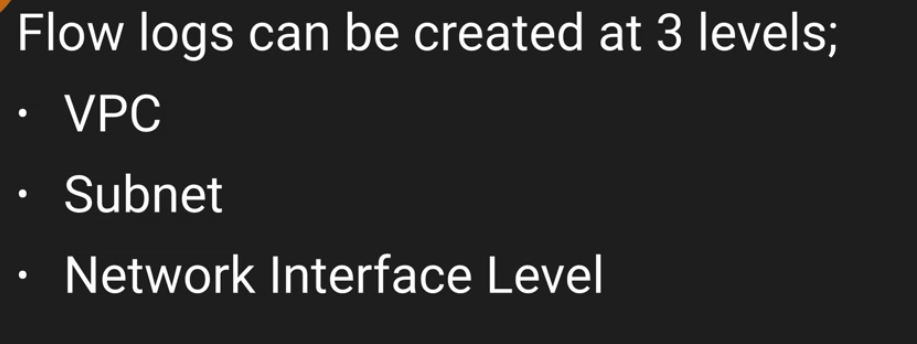 Flow logs can be created at 3 levels;
· VPC
· Subnet
· Network Interface Level